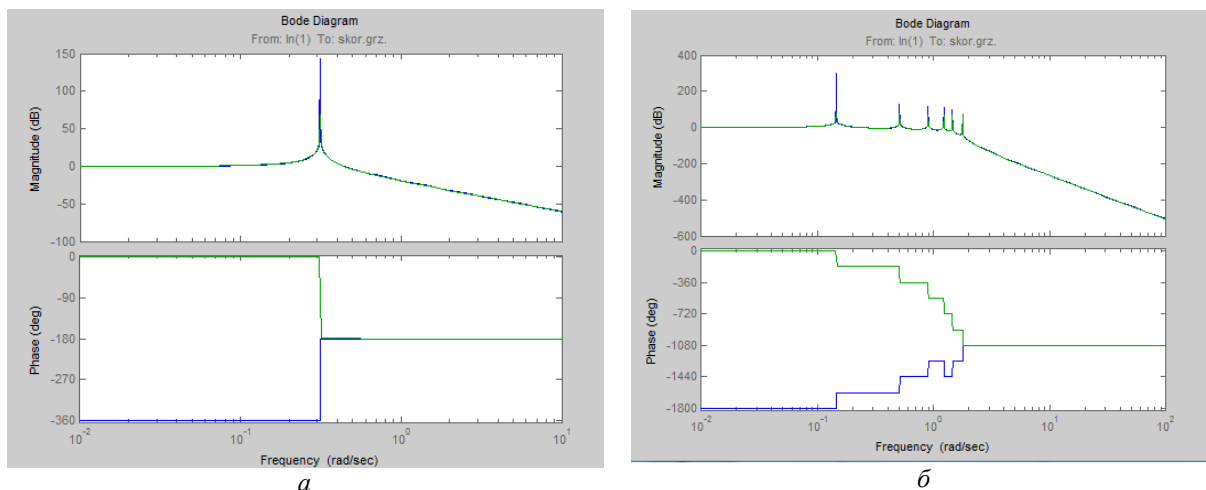 Bode Diagram
From: In(1) To: skor.grz.
Magnitude (dB)
150
100
50
0
-50
-100
Phase (deg)
0
-90
-180
-270
-360
10^-2
10^-1
10^0
10^1
Frequency (rad/sec)
а
Bode Diagram
From: In(1) To: skor.grz.
Magnitude (dB)
400
200
0
-200
-400
-600
Phase (deg)
0
-360
-720
-1080
-1440
-1800
10^-2
10^-1
10^0
10^1
10^2
Frequency (rad/sec)
б